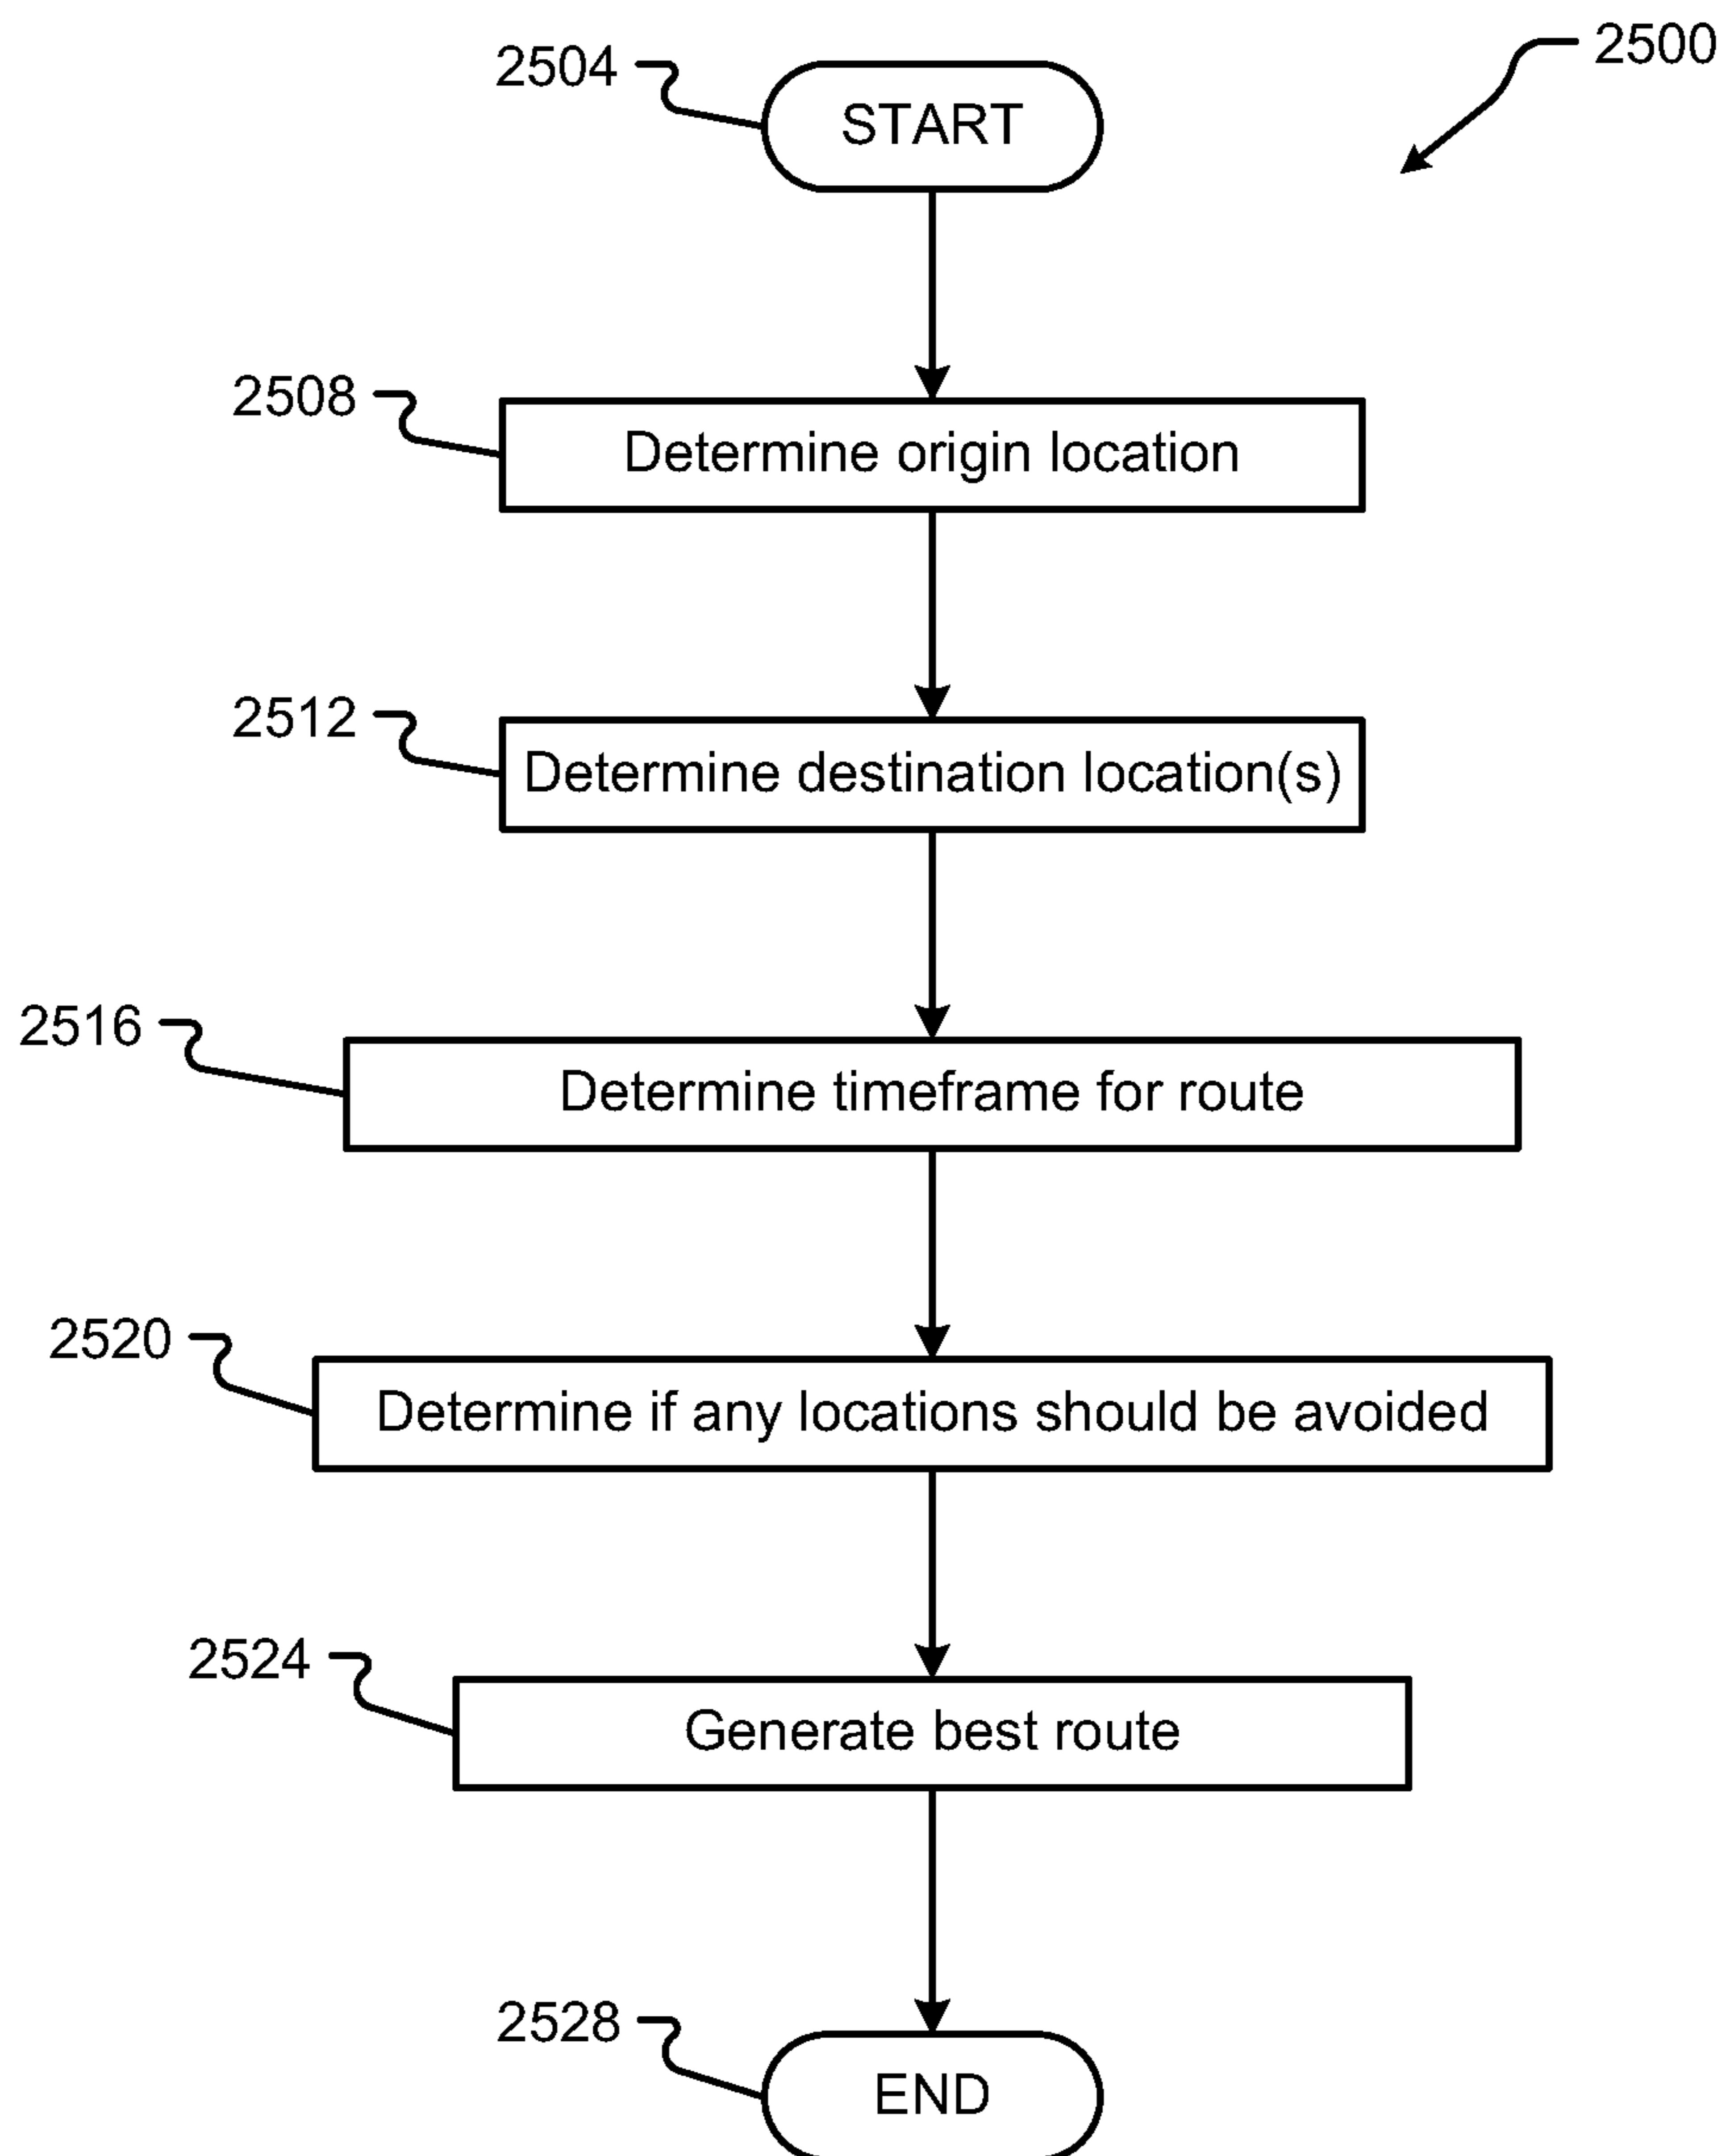 2500
2504
START
2508
Determine origin location
2512
Determine destination location(s)
2516
Determine timeframe for route
2520
Determine if any locations should be avoided
2524
Generate best route
2528
END